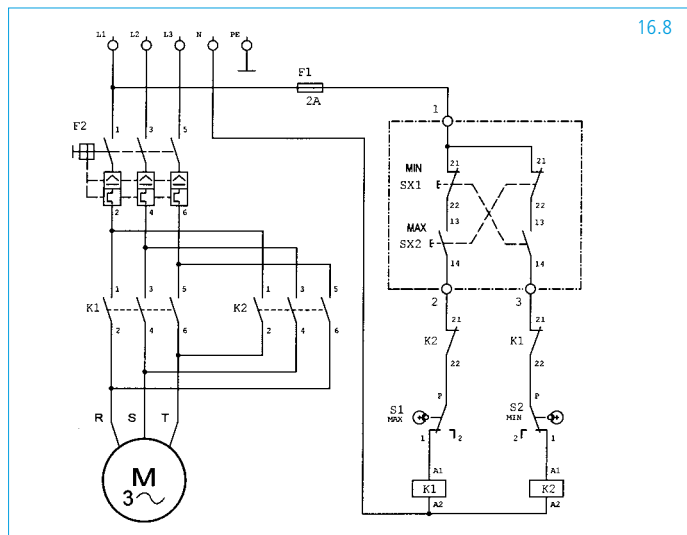 16.8
L1 L2 L3 N PE
F1
2A
1
F2
1 3 5
2 4 6
MIN
SX1
21 21
22 22
MAX
SX2
13 13
14 14
2 3
K1
1 3 5
2 4 6
K2
1 3 5
2 4 6
K2
21
22
K1
21
22
R S T
M
3
P
S1
MAX
1 2
P
S2
MIN
2 1
A1
K1
A2
A1
K2
A2